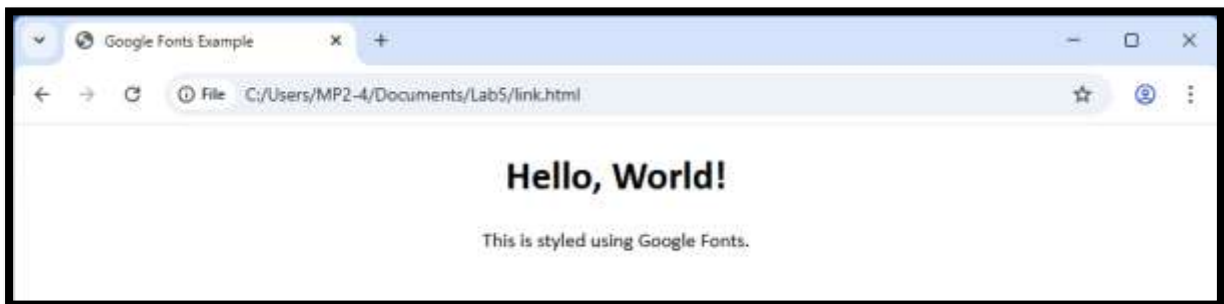 Google Fonts Example
File C:/Users/MP2-4/Documents/Lab5/link.html
Hello, World!
This is styled using Google Fonts.